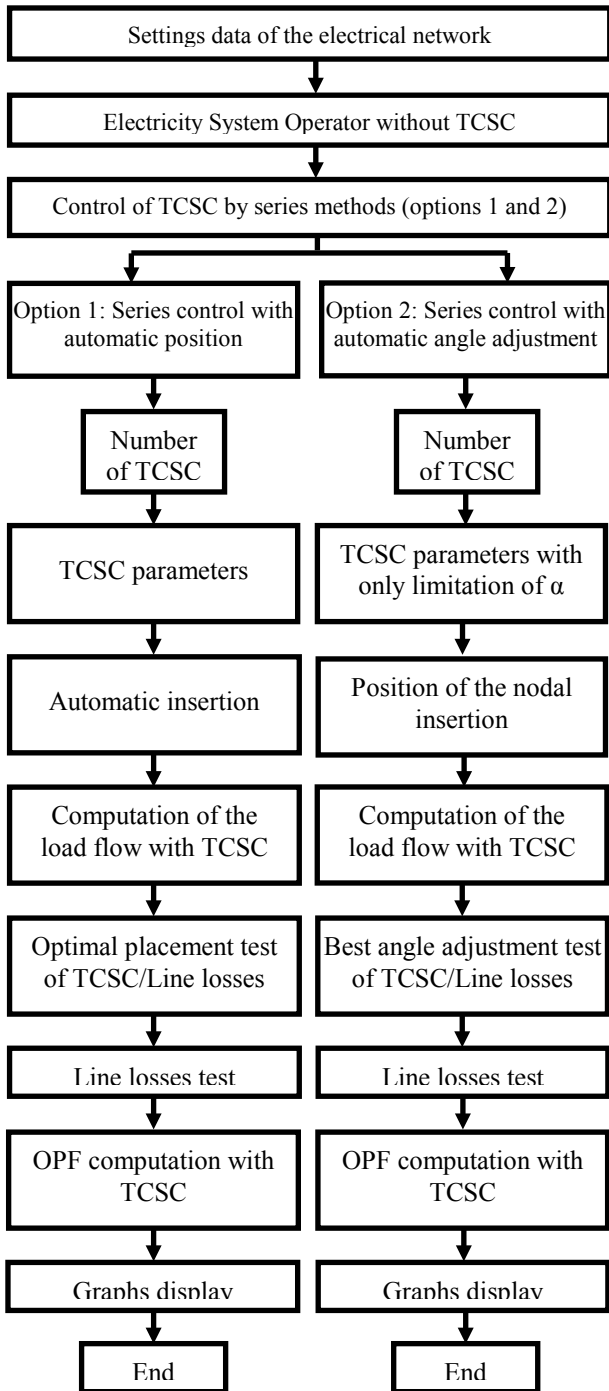 Settings data of the electrical network
Electricity System Operator without TCSC
Control of TCSC by series methods (options 1 and 2)
Option 1: Series control with
automatic position
Number
of TCSC
TCSC parameters
Automatic insertion
Computation of the
load flow with TCSC
Optimal placement test
of TCSC/Line losses
Line losses test
OPF computation with
TCSC
Graphs display
End
Option 2: Series control with
automatic angle adjustment
Number
of TCSC
TCSC parameters with
only limitation of α
Position of the nodal
insertion
Computation of the
load flow with TCSC
Best angle adjustment test
of TCSC/Line losses
Line losses test
OPF computation with
TCSC
Graphs display
End